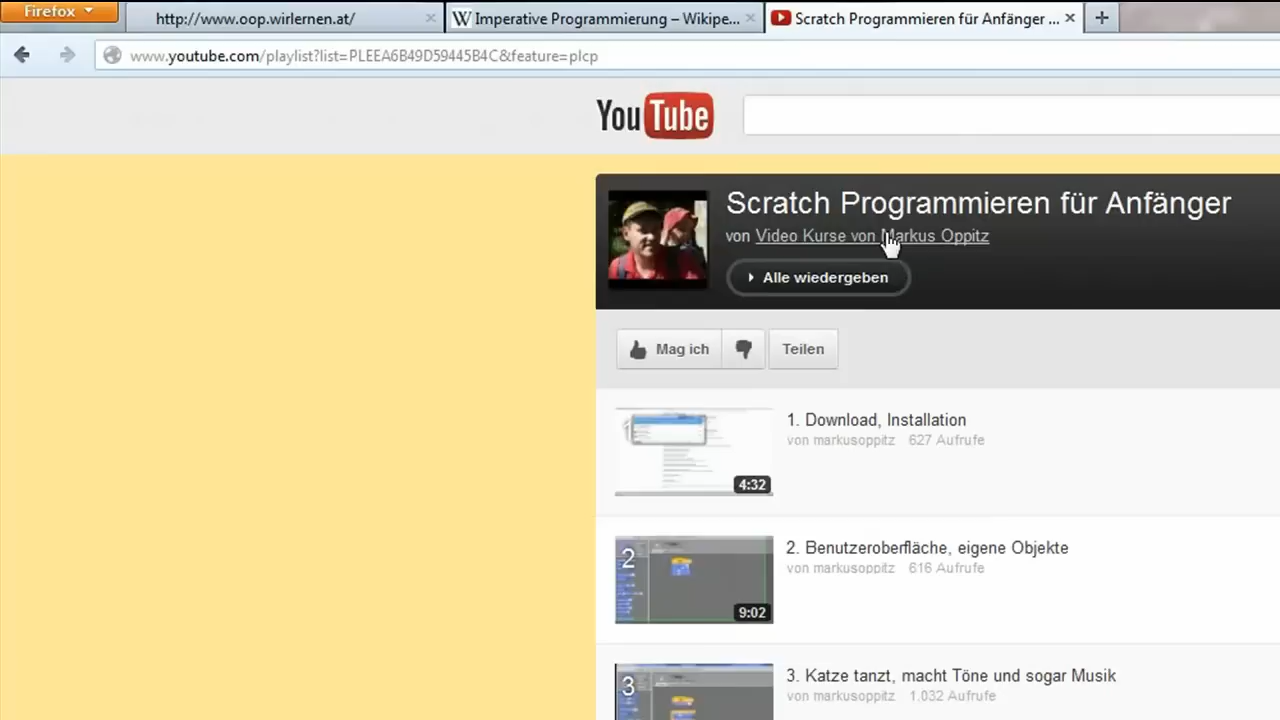 Firefox
http://www.oop.wirlernen.at/
Imperative Programmierung – Wikipe...
Scratch Programmieren für Anfänger ...
www.youtube.com/playlist?list=PLEEA6B49D59445B4C&feature=plcp
YouTube
Scratch Programmieren für Anfänger
von Video Kurse von Markus Oppitz
Alle wiedergeben
Mag ich
Teilen
1. Download, Installation
von markusoppitz 627 Aufrufe
4:32
2. Benutzeroberfläche, eigene Objekte
von markusoppitz 616 Aufrufe
2
9:02
3. Katze tanzt, macht Töne und sogar Musik
von markusoppitz 1.032 Aufrufe
3